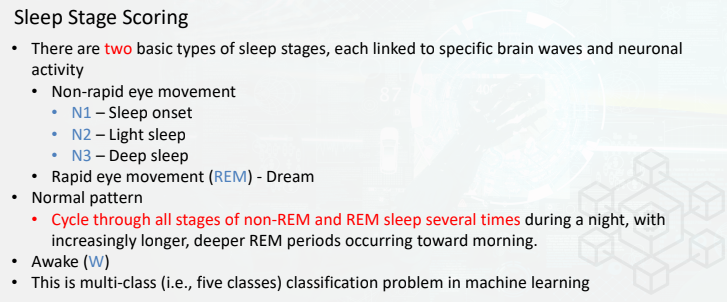 Sleep Stage Scoring
• There are two basic types of sleep stages, each linked to specific brain waves and neuronal
activity
• Non-rapid eye movement
• N1 – Sleep onset
• N2 – Light sleep
• N3 – Deep sleep
• Rapid eye movement (REM) - Dream
• Normal pattern
• Cycle through all stages of non-REM and REM sleep several times during a night, with
increasingly longer, deeper REM periods occurring toward morning.
• Awake (W)
• This is multi-class (i.e., five classes) classification problem in machine learning